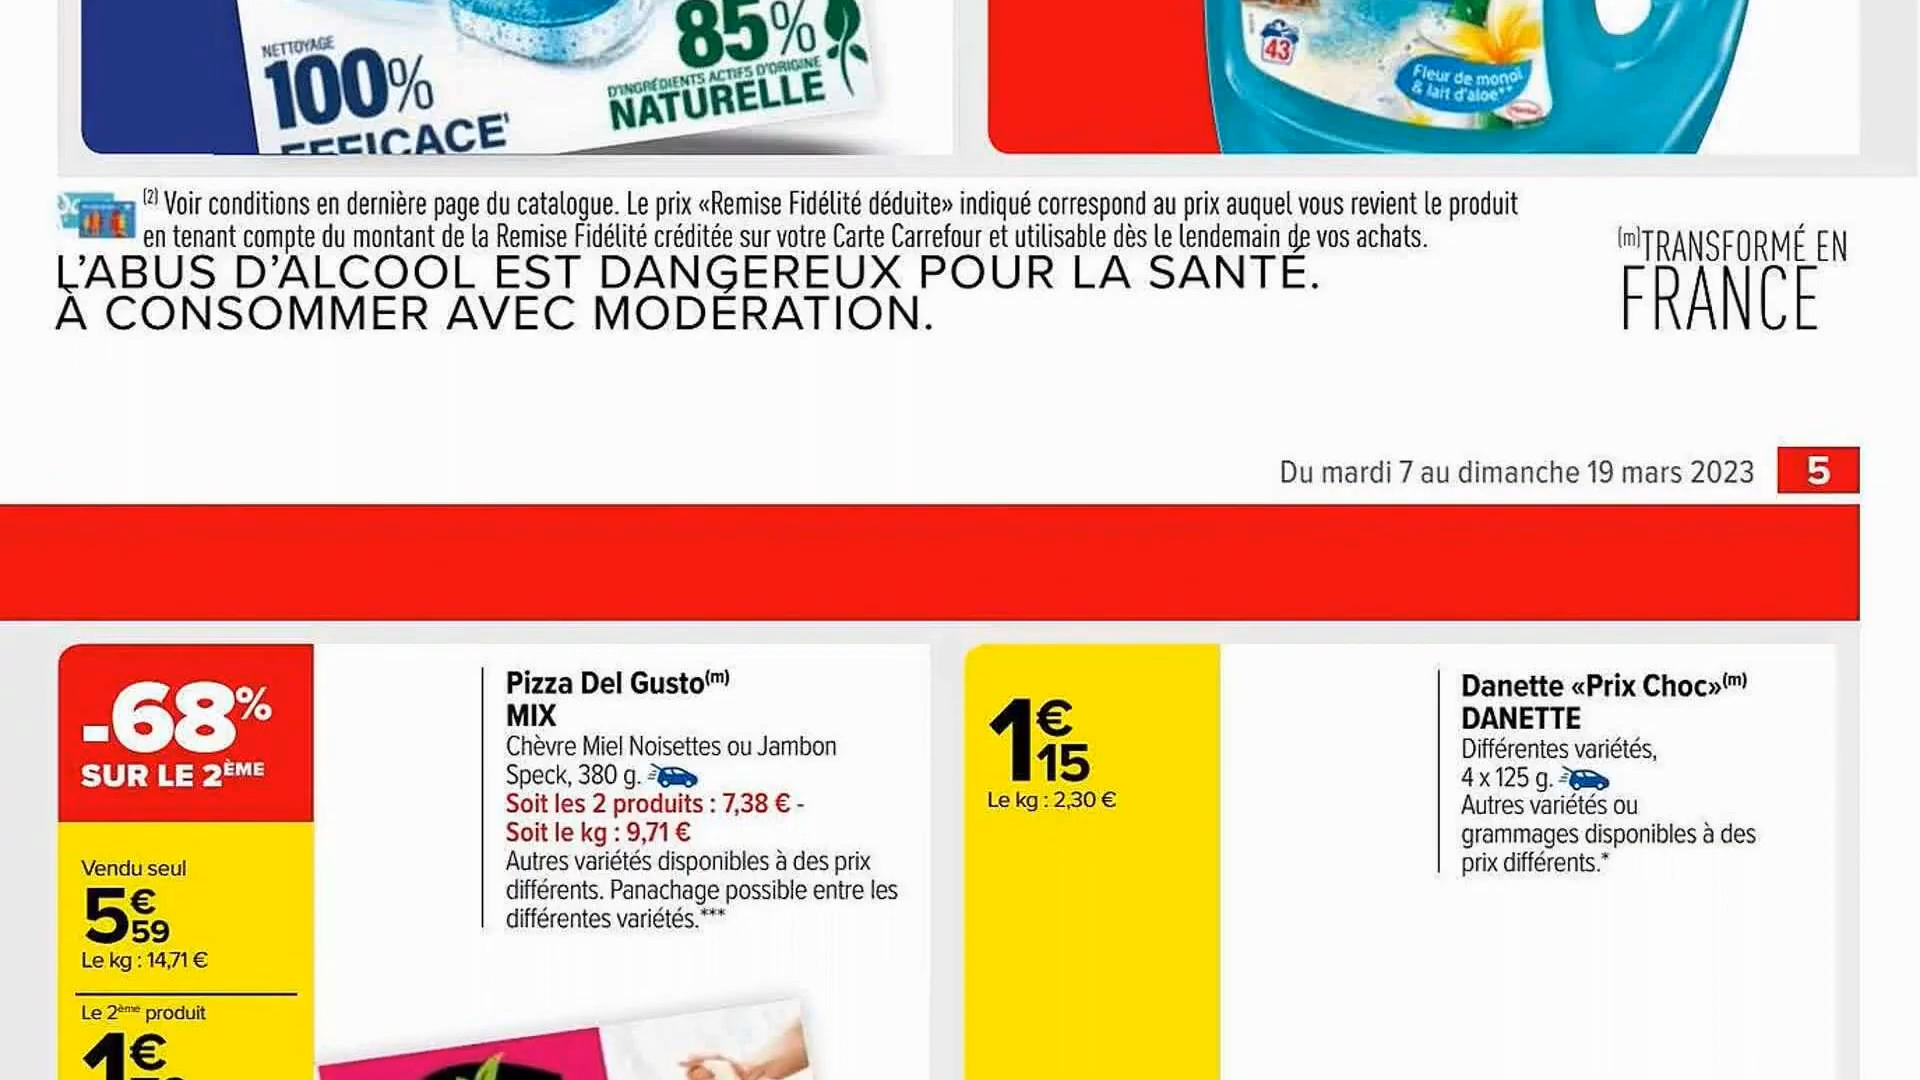 NETTOYAGE
100%
EFFICACE
85%
D'INGRÉDIENTS ACTIFS D'ORIGINE
NATURELLE
43
Fleur de monoï
& lait d'aloe**
(2) Voir conditions en dernière page du catalogue. Le prix «Remise Fidélité déduite» indiqué correspond au prix auquel vous revient le produit
en tenant compte du montant de la Remise Fidélité créditée sur votre Carte Carrefour et utilisable dès le lendemain de vos achats.
L'ABUS D'ALCOOL EST DANGEREUX POUR LA SANTÉ.
À CONSOMMER AVEC MODÉRATION.
(m)TRANSFORMÉ EN
FRANCE
Du mardi 7 au dimanche 19 mars 2023
5
-68%
SUR LE 2ÈME
Vendu seul
5€59
Le kg : 14,71 €
Le 2ème produit
1€
Pizza Del Gusto(m)
MIX
Chèvre Miel Noisettes ou Jambon
Speck, 380 g.
Soit les 2 produits : 7,38 € -
Soit le kg : 9,71 €
Autres variétés disponibles à des prix
différents. Panachage possible entre les
différentes variétés.***
1€15
Le kg : 2,30 €
Danette «Prix Choc»(m)
DANETTE
Différentes variétés,
4 x 125 g.
Autres variétés ou
grammages disponibles à des
prix différents.*